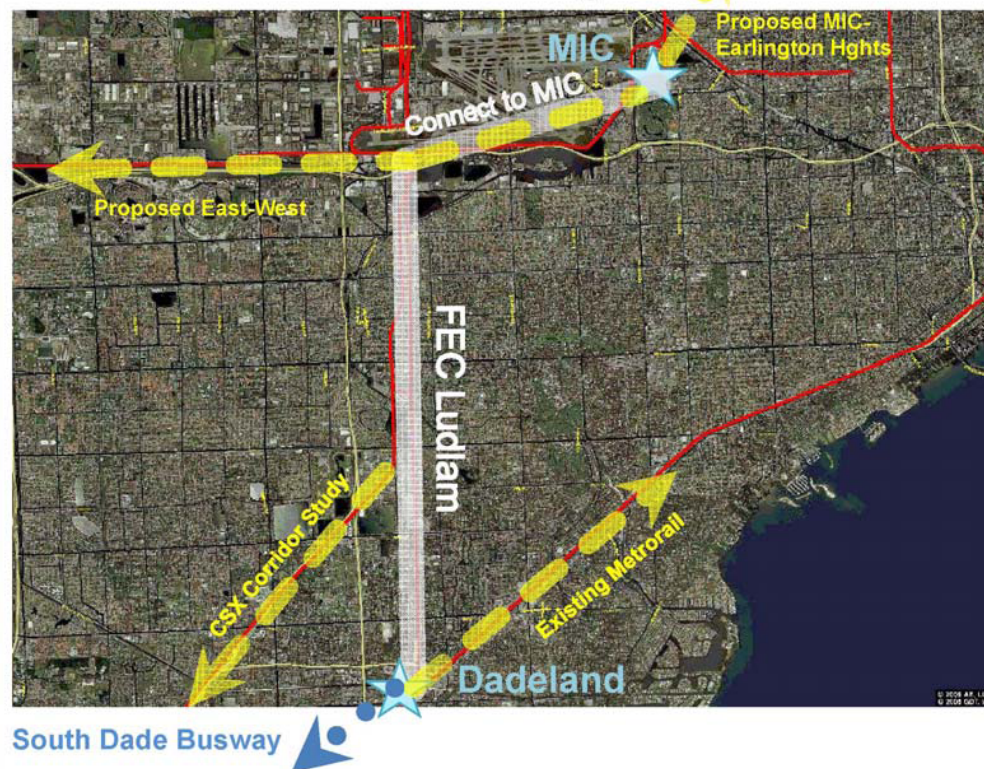 Proposed MIC-
Earlington Hghts
MIC
Connect to MIC
Proposed East-West
FEC Ludlam
CSX Corridor Study
Existing Metrorail
Dadeland
South Dade Busway